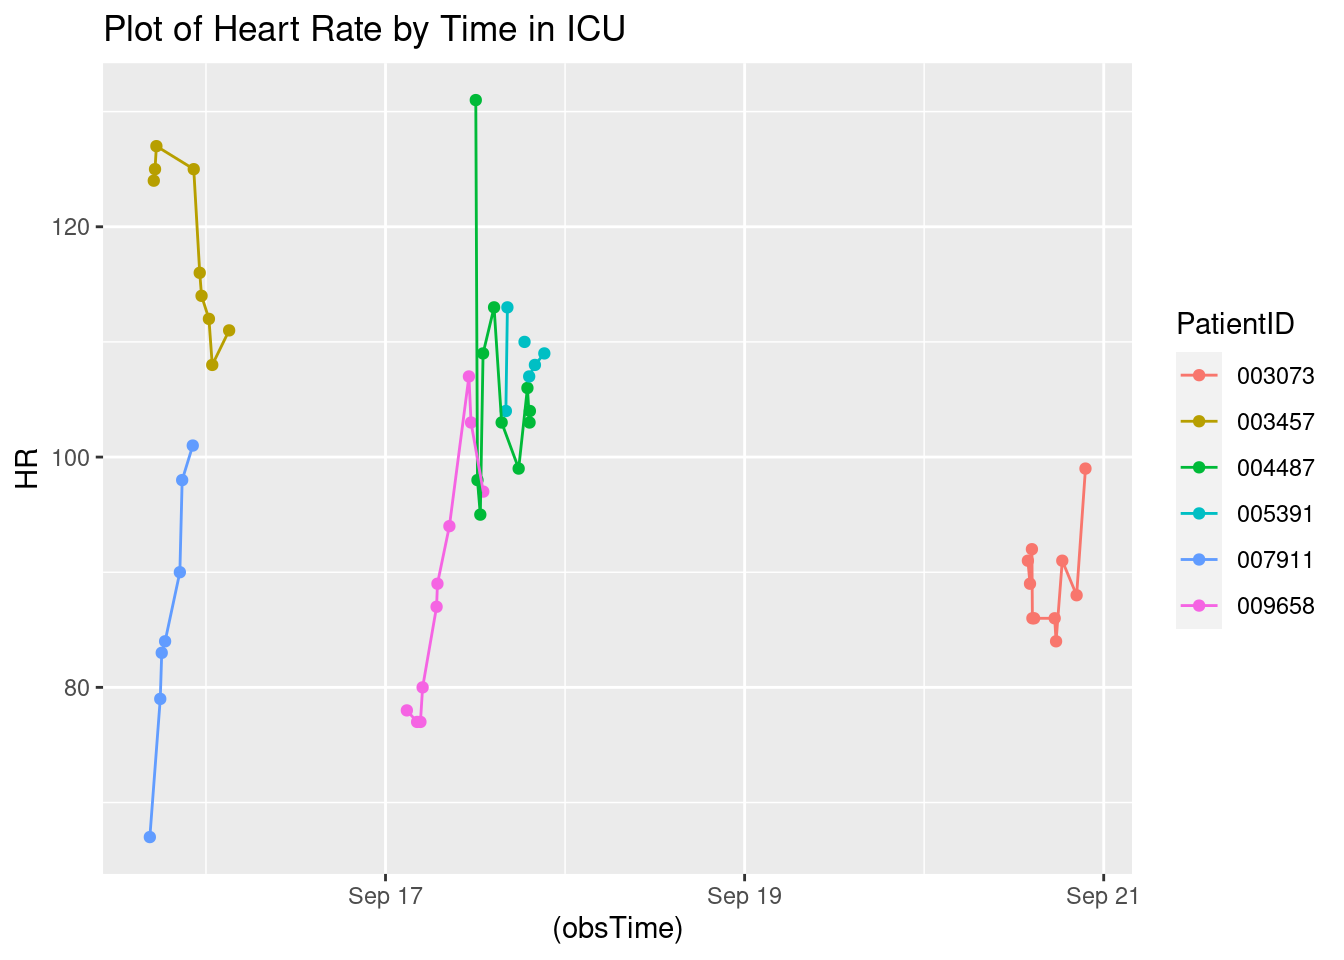 Plot of Heart Rate by Time in ICU
120
100
80
HR
Sep 17
Sep 19
Sep 21
(obsTime)
PatientID
003073
003457
004487
005391
007911
009658